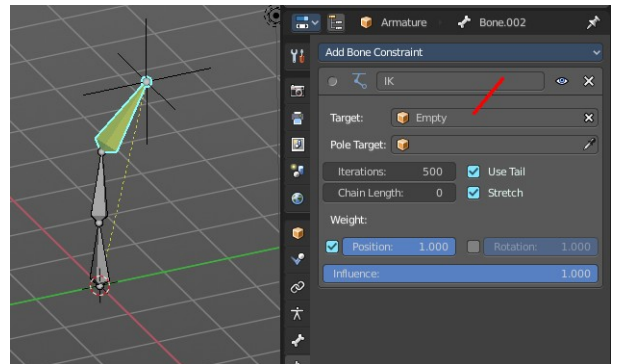 Armature Bone.002
Add Bone Constraint
IK
Target: Empty
Pole Target:
Iterations: 500 Use Tail
Chain Length: 0 Stretch
Weight:
Position: 1.000 Rotation: 1.000
Influence: 1.000